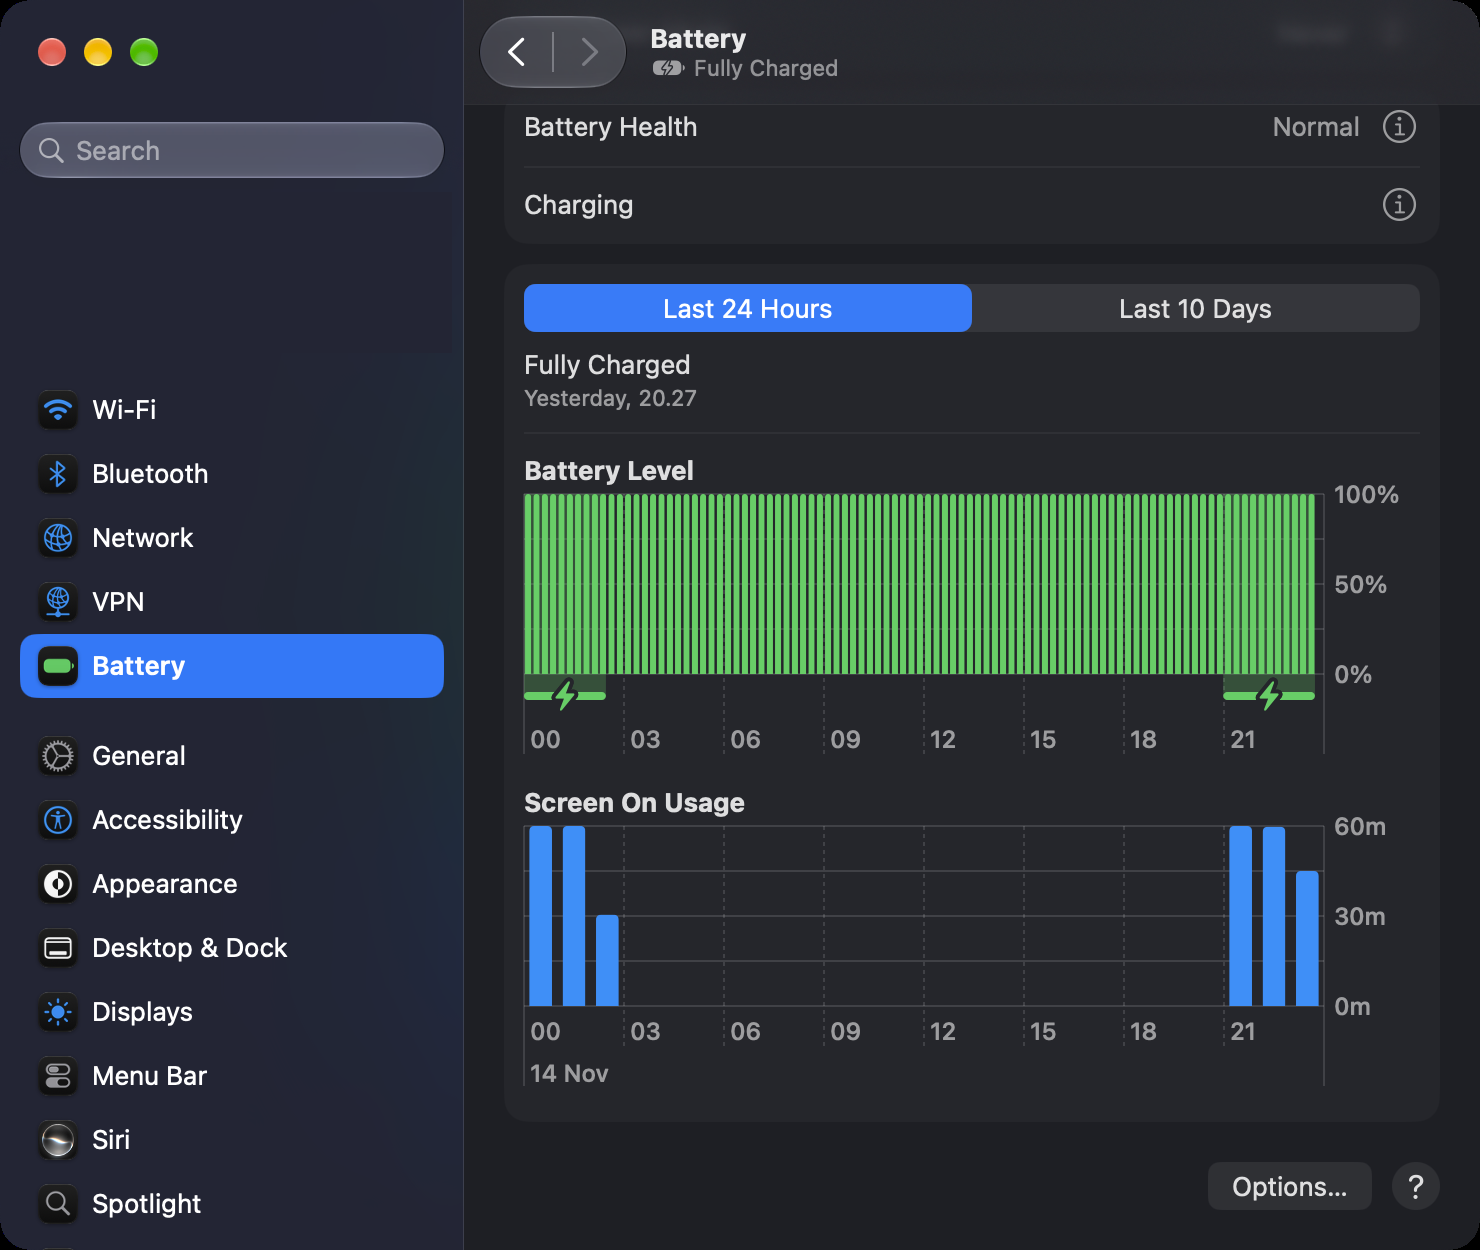 Search
Wi-Fi
Bluetooth
Network
VPN
Battery
General
Accessibility
Appearance
Desktop & Dock
Displays
Menu Bar
Siri
Spotlight
Battery
Fully Charged
Battery Health
Normal
Charging
Last 24 Hours
Last 10 Days
Fully Charged
Yesterday, 20.27
Battery Level
100%
50%
0%
00 03 06 09 12 15 18 21
Screen On Usage
60m
30m
0m
00 03 06 09 12 15 18 21
14 Nov
Options...
?